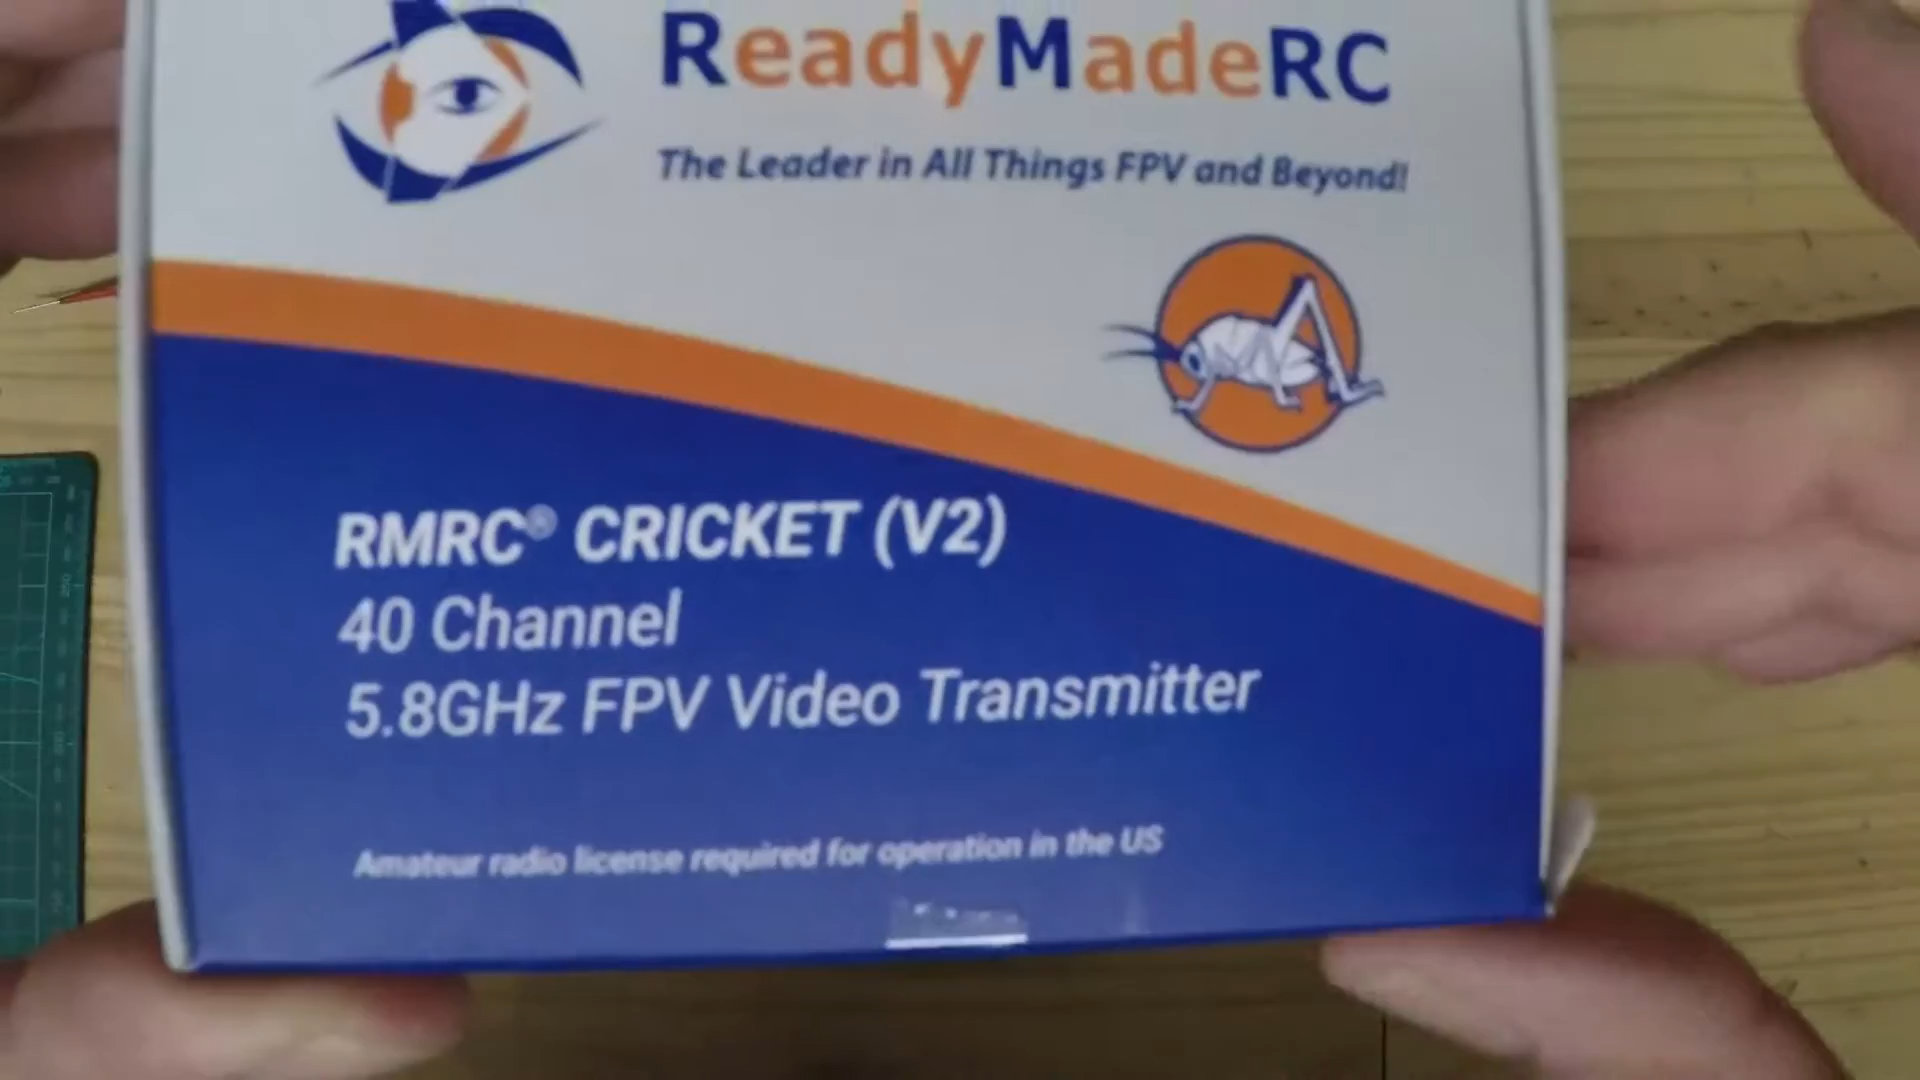 ReadyMadeRC
The Leader in All Things FPV and Beyond!
RMRC® CRICKET (V2)
40 Channel
5.8GHz FPV Video Transmitter
Amateur radio license required for operation in the US